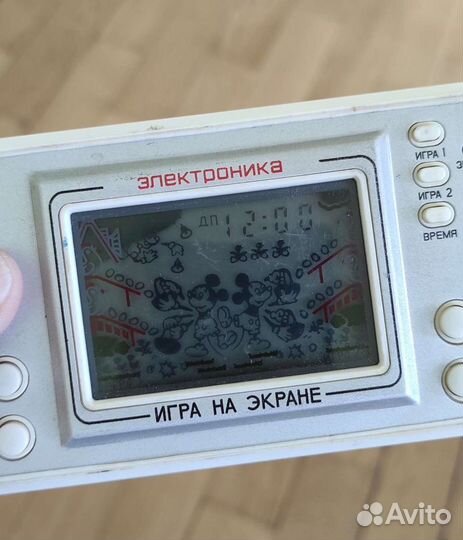 электроника
ИГРА 1
ДП 12:00
ИГРА 2
ВРЕМЯ
ИГРА НА ЭКРАНЕ
Avito